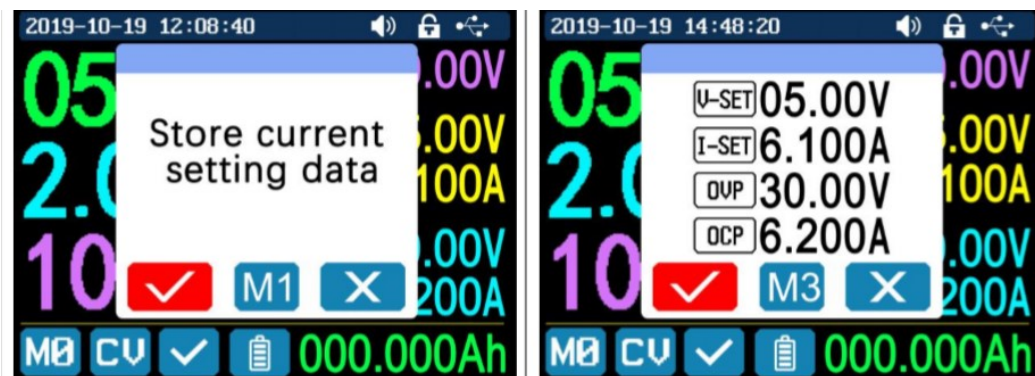 2019-10-19 12:08:40
05
.00V
Store current
setting data
.00V
2.0
100A
.00V
10
200A
M1
M0 CV 000.000Ah
2019-10-19 14:48:20
05
.00V
V-SET 05.00V
I-SET 6.100A
.00V
2.0
100A
OVP 30.00V
OCP 6.200A
.00V
10
200A
M3
M0 CV 000.000Ah